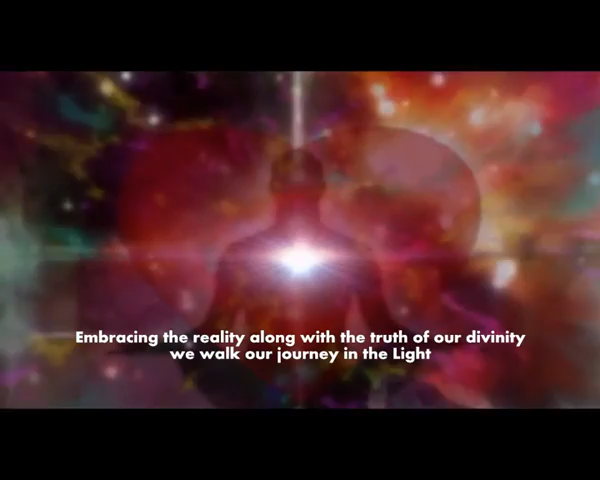 Embracing the reality along with the truth of our divinity
we walk our journey in the Light